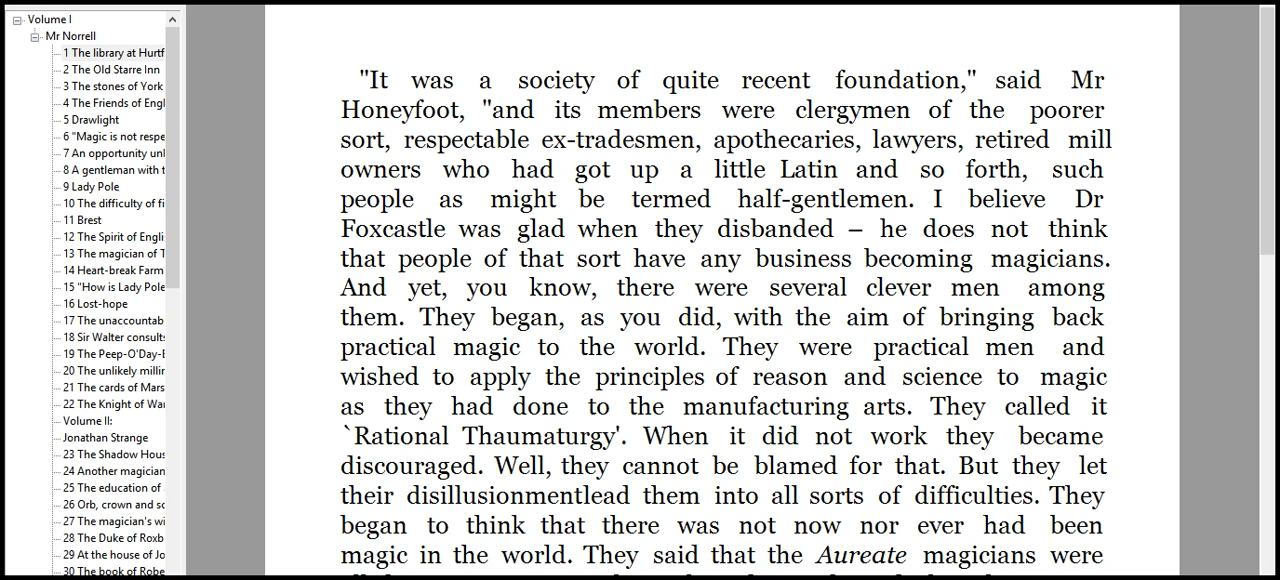 Volume I
Mr Norrell
1 The library at Hurtf
2 The Old Starre Inn
3 The stones of York
4 The Friends of Engl
5 Drawlight
6 "Magic is not respe
7 An opportunity unl
8 A gentleman with t
9 Lady Pole
10 The difficulty of fi
11 Brest
12 The Spirit of Engli
13 The magician of T
14 Heart-break Farm
15 "How is Lady Pole
16 Lost-hope
17 The unaccountab
18 Sir Walter consults
19 The Peep-O'Day-B
20 The unlikely millin
21 The cards of Mars
22 The Knight of Wan
Volume II:
Jonathan Strange
23 The Shadow Hous
24 Another magician
25 The education of
26 Orb, crown and sc
27 The magician's wi
28 The Duke of Roxb
29 At the house of Jo
30 The book of Robe
"It was a society of quite recent foundation," said Mr
Honeyfoot, "and its members were clergymen of the poorer
sort, respectable ex-tradesmen, apothecaries, lawyers, retired mill
owners who had got up a little Latin and so forth, such
people as might be termed half-gentlemen. I believe Dr
Foxcastle was glad when they disbanded – he does not think
that people of that sort have any business becoming magicians.
And yet, you know, there were several clever men among
them. They began, as you did, with the aim of bringing back
practical magic to the world. They were practical men and
wished to apply the principles of reason and science to magic
as they had done to the manufacturing arts. They called it
`Rational Thaumaturgy'. When it did not work they became
discouraged. Well, they cannot be blamed for that. But they let
their disillusionmentlead them into all sorts of difficulties. They
began to think that there was not now nor ever had been
magic in the world. They said that the Aureate magicians were